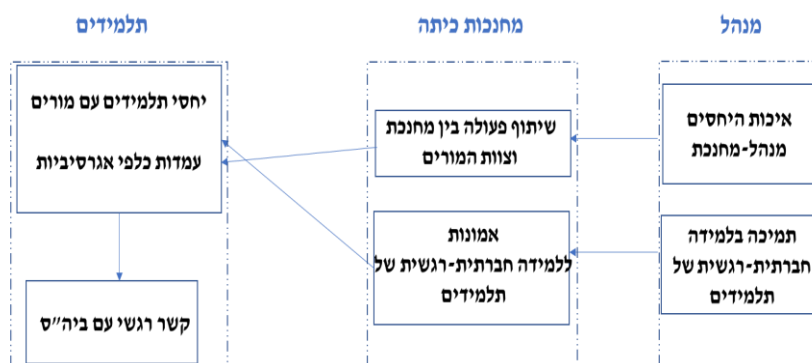 מנהל
מחנכות כיתה
תלמידים
איכות היחסים
מנהל-מחנכת
תמיכה בלמידה
חברתית-רגשית של
תלמידים
שיתוף פעולה בין מחנכת
וצוות המורים
אמונות
ללמידה חברתית-רגשית של
תלמידים
יחסי תלמידים עם מורים
עמדות כלפי אגרסיביות
קשר רגשי עם ביה"ס